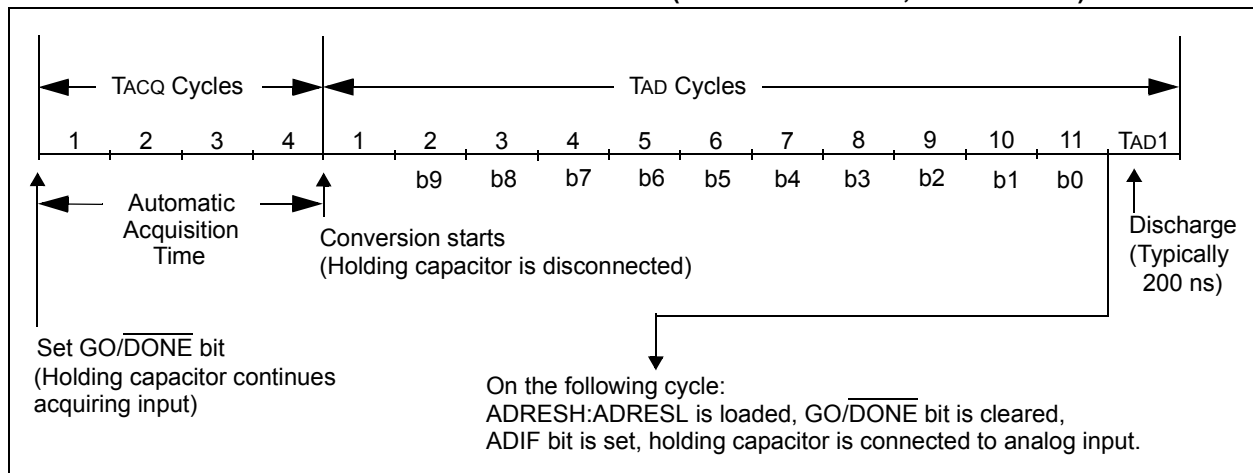 TACQ Cycles
TAD Cycles
1 2 3 4 1 2 3 4 5 6 7 8 9 10 11 TAD1
b9 b8 b7 b6 b5 b4 b3 b2 b1 b0
Automatic
Acquisition
Time
Conversion starts
(Holding capacitor is disconnected)
Discharge
(Typically
200 ns)
Set GO/DONE bit
(Holding capacitor continues
acquiring input)
On the following cycle:
ADRESH:ADRESL is loaded, GO/DONE bit is cleared,
ADIF bit is set, holding capacitor is connected to analog input.